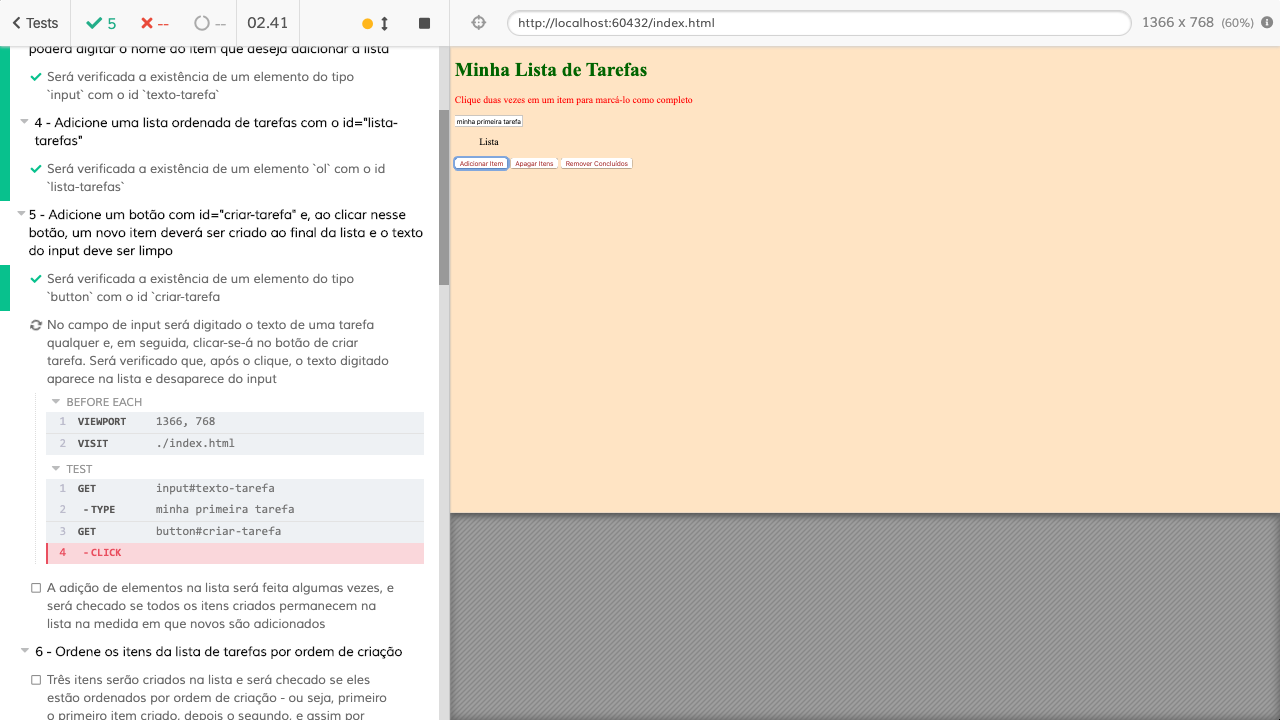 Tests
5
--
--
02.41
http://localhost:60432/index.html
1366 x 768 (60%)
poderá digitar o nome do item que deseja adicionar à lista
Será verificada a existência de um elemento do tipo
`input` com o id `texto-tarefa`
4 - Adicione uma lista ordenada de tarefas com o id="lista-
tarefas"
Será verificada a existência de um elemento `ol` com o id
`lista-tarefas`
5 - Adicione um botão com id="criar-tarefa" e, ao clicar nesse
botão, um novo item deverá ser criado ao final da lista e o texto
do input deve ser limpo
Será verificada a existência de um elemento do tipo
`button` com o id `criar-tarefa
No campo de input será digitado o texto de uma tarefa
qualquer e, em seguida, clicar-se-á no botão de criar
tarefa. Será verificado que, após o clique, o texto digitado
aparece na lista e desaparece do input
BEFORE EACH
1 VIEWPORT 1366, 768
2 VISIT ./index.html
TEST
1 GET input#texto-tarefa
2 -TYPE minha primeira tarefa
3 GET button#criar-tarefa
4 -CLICK
A adição de elementos na lista será feita algumas vezes, e
será checado se todos os itens criados permanecem na
lista na medida em que novos são adicionados
6 - Ordene os itens da lista de tarefas por ordem de criação
Três itens serão criados na lista e será checado se eles
estão ordenados por ordem de criação - ou seja, primeiro
o primeiro item criado, depois o segundo, e assim por
Minha Lista de Tarefas
Clique duas vezes em um item para marcá-lo como completo
minha primeira tarefa
Lista
Adicionar Item Apagar Itens Remover Concluídos